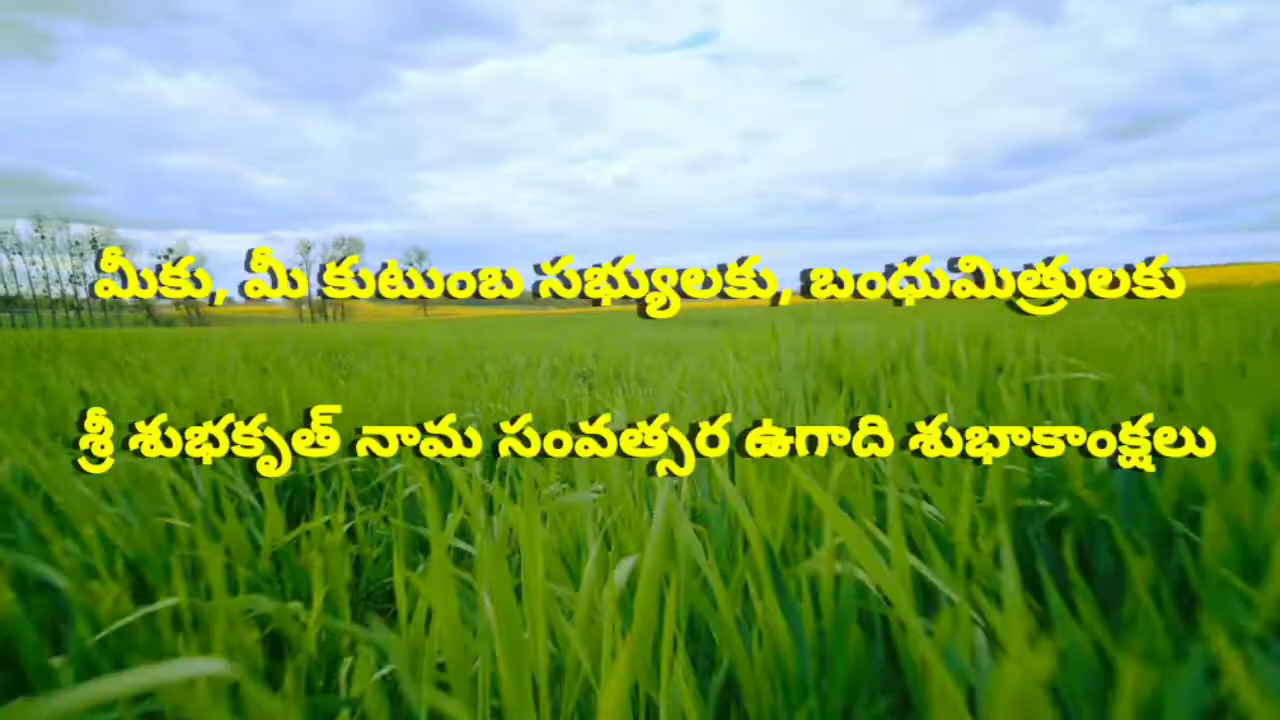 మీకు, మీ కుటుంబ సభ్యులకు, బంధుమిత్రులకు
శ్రీ శుభకృత్ నామ సంవత్సర ఉగాది శుభాకాంక్షలు